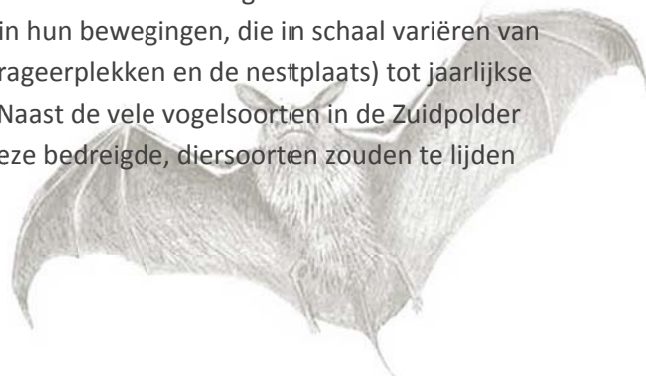 in hun bewegingen, die in schaal variëren van
rageerplekken en de nestplaats) tot jaarlijkse
Naast de vele vogelsoorten in de Zuidpolder
eze bedreigde, diersoorten zouden te lijden